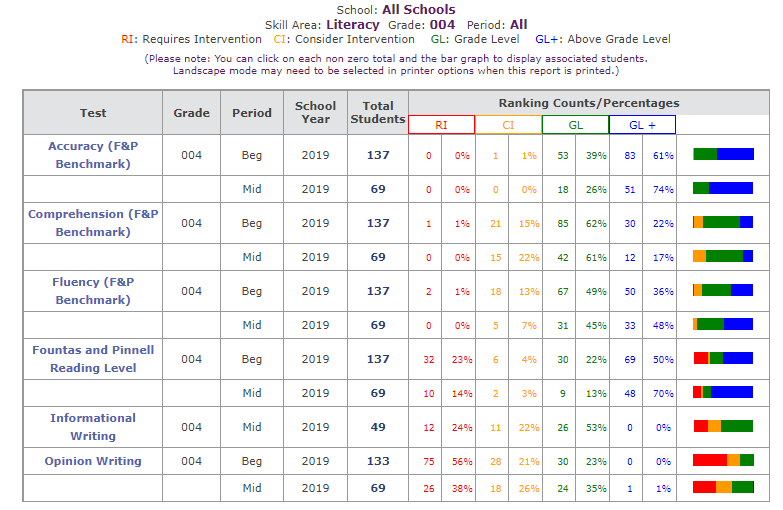 School: All Schools
Skill Area: Literacy Grade: 004 Period: All
RI: Requires Intervention CI: Consider Intervention GL: Grade Level GL+: Above Grade Level
(Please note: You can click on each non zero total and the bar graph to display associated students.
Landscape mode may need to be selected in printer options when this report is printed.)
Test Grade Period School Year Total Students Ranking Counts/Percentages
RI CI GL GL +
Accuracy (F&P Benchmark) 004 Beg 2019 137 0 0% 1 1% 53 39% 83 61%
Mid 2019 69 0 0% 0 0% 18 26% 51 74%
Comprehension (F&P Benchmark) 004 Beg 2019 137 1 1% 21 15% 85 62% 30 22%
Mid 2019 69 0 0% 15 22% 42 61% 12 17%
Fluency (F&P Benchmark) 004 Beg 2019 137 2 1% 18 13% 67 49% 50 36%
Mid 2019 69 0 0% 5 7% 31 45% 33 48%
Fountas and Pinnell Reading Level 004 Beg 2019 137 32 23% 6 4% 30 22% 69 50%
Mid 2019 69 10 14% 2 3% 9 13% 48 70%
Informational Writing 004 Mid 2019 49 12 24% 11 22% 26 53% 0 0%
Opinion Writing 004 Beg 2019 133 75 56% 28 21% 30 23% 0 0%
Mid 2019 69 26 38% 18 26% 24 35% 1 1%